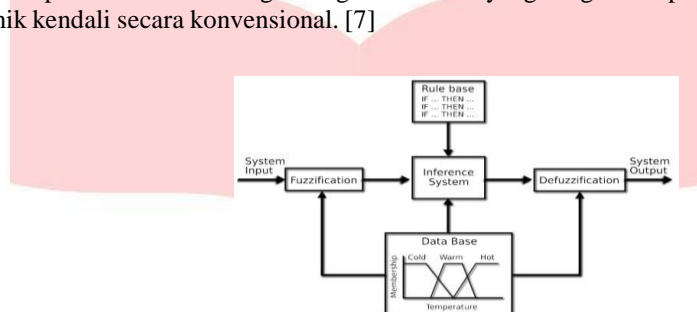 nik kendali secara konvensional. [7]
Rule base
IF ... THEN ...
IF ... THEN ...
IF ... THEN ...
System
Input
Fuzzification
Inference
System
Defuzzification
System
Output
Data Base
Cold Warm Hot
Membership
Temperature